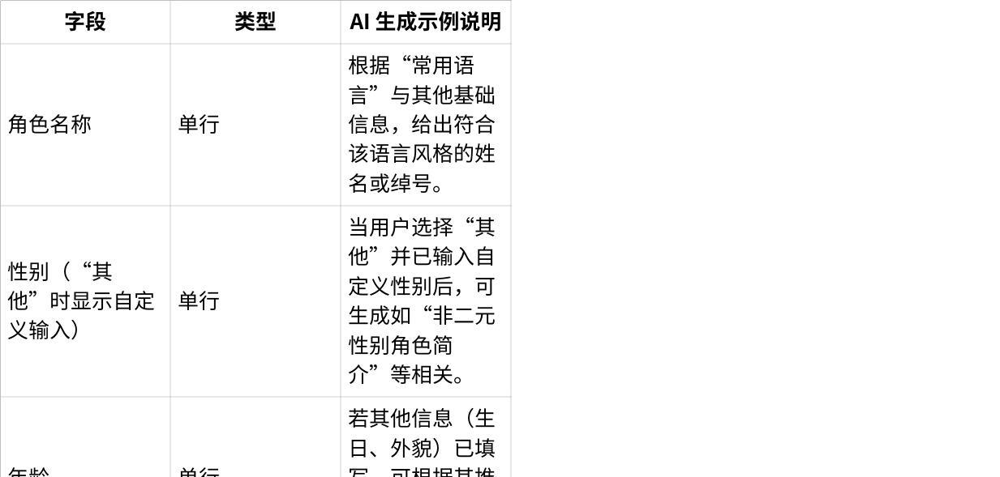 字段 类型 AI 生成示例说明
根据“常用语
言”与其他基础
角色名称 单行 信息，给出符合
该语言风格的姓
名或绰号。
当用户选择“其
他”并已输入自
性别（“其
定义性别后，可
他”时显示自定 单行
生成如“非二元
义输入）
性别角色简
介”等相关。
若其他信息（生
日、外貌）已填
年龄 单行 写，可根据其推